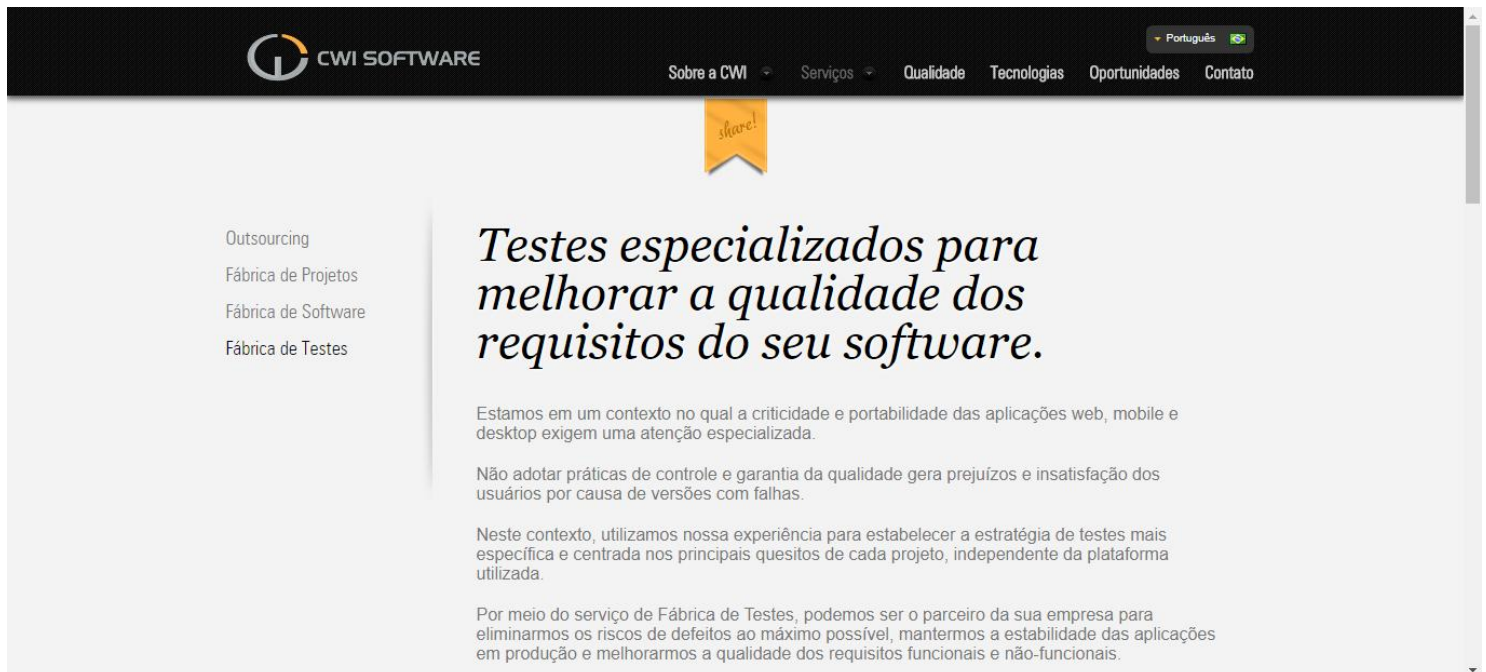 CWI SOFTWARE
Português
Sobre a CWI Serviços Qualidade Tecnologias Oportunidades Contato
share!
Outsourcing
Fábrica de Projetos
Fábrica de Software
Fábrica de Testes
Testes especializados para
melhorar a qualidade dos
requisitos do seu software.
Estamos em um contexto no qual a criticidade e portabilidade das aplicações web, mobile e
desktop exigem uma atenção especializada.
Não adotar práticas de controle e garantia da qualidade gera prejuízos e insatisfação dos
usuários por causa de versões com falhas.
Neste contexto, utilizamos nossa experiência para estabelecer a estratégia de testes mais
específica e centrada nos principais quesitos de cada projeto, independente da plataforma
utilizada.
Por meio do serviço de Fábrica de Testes, podemos ser o parceiro da sua empresa para
eliminarmos os riscos de defeitos ao máximo possível, mantermos a estabilidade das aplicações
em produção e melhorarmos a qualidade dos requisitos funcionais e não-funcionais.